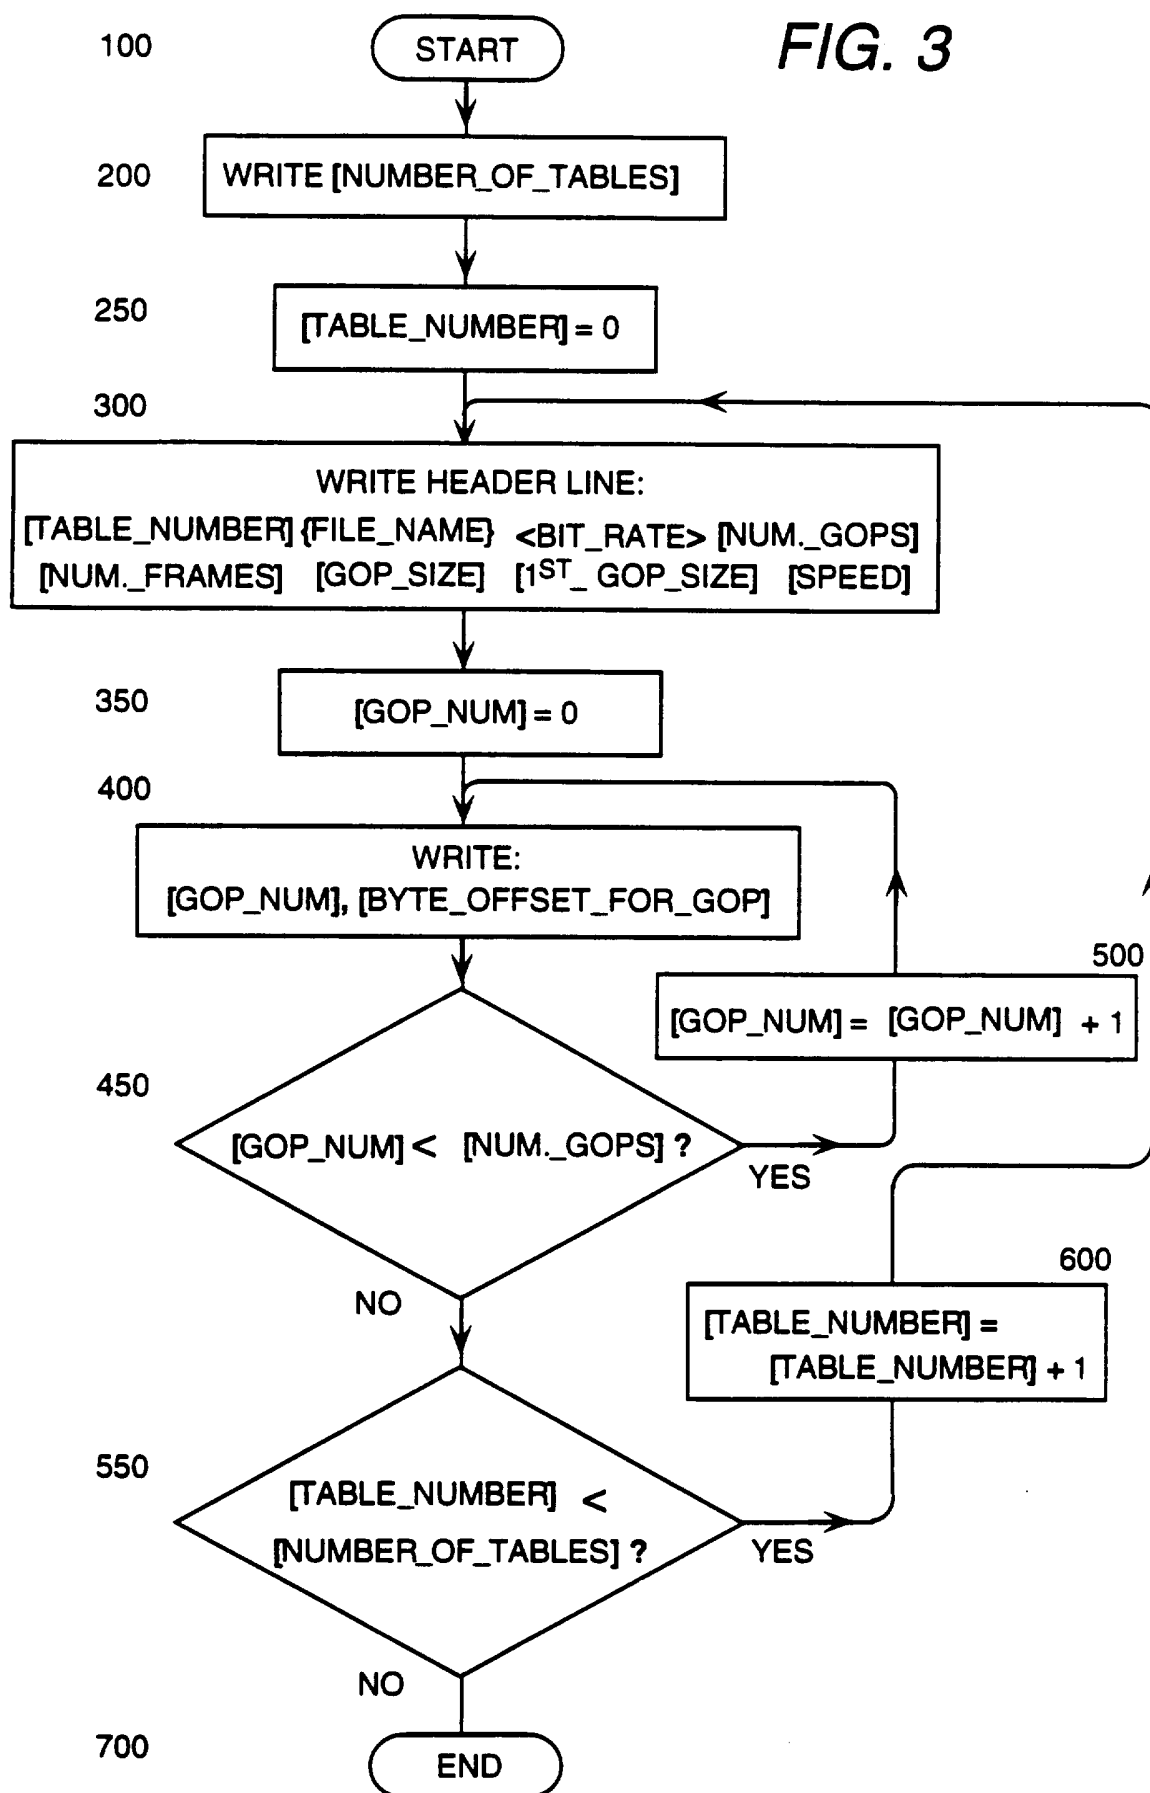 100
START
FIG. 3
200
WRITE [NUMBER_OF_TABLES]
250
[TABLE_NUMBER] = 0
300
WRITE HEADER LINE:
[TABLE_NUMBER] {FILE_NAME} <BIT_RATE> [NUM._GOPS]
[NUM._FRAMES] [GOP_SIZE] [1ST_ GOP_SIZE] [SPEED]
350
[GOP_NUM] = 0
400
WRITE:
[GOP_NUM], [BYTE_OFFSET_FOR_GOP]
500
[GOP_NUM] = [GOP_NUM] + 1
450
[GOP_NUM] < [NUM._GOPS] ?
YES
NO
600
[TABLE_NUMBER] =
[TABLE_NUMBER] + 1
550
[TABLE_NUMBER] <
[NUMBER_OF_TABLES] ?
YES
NO
700
END